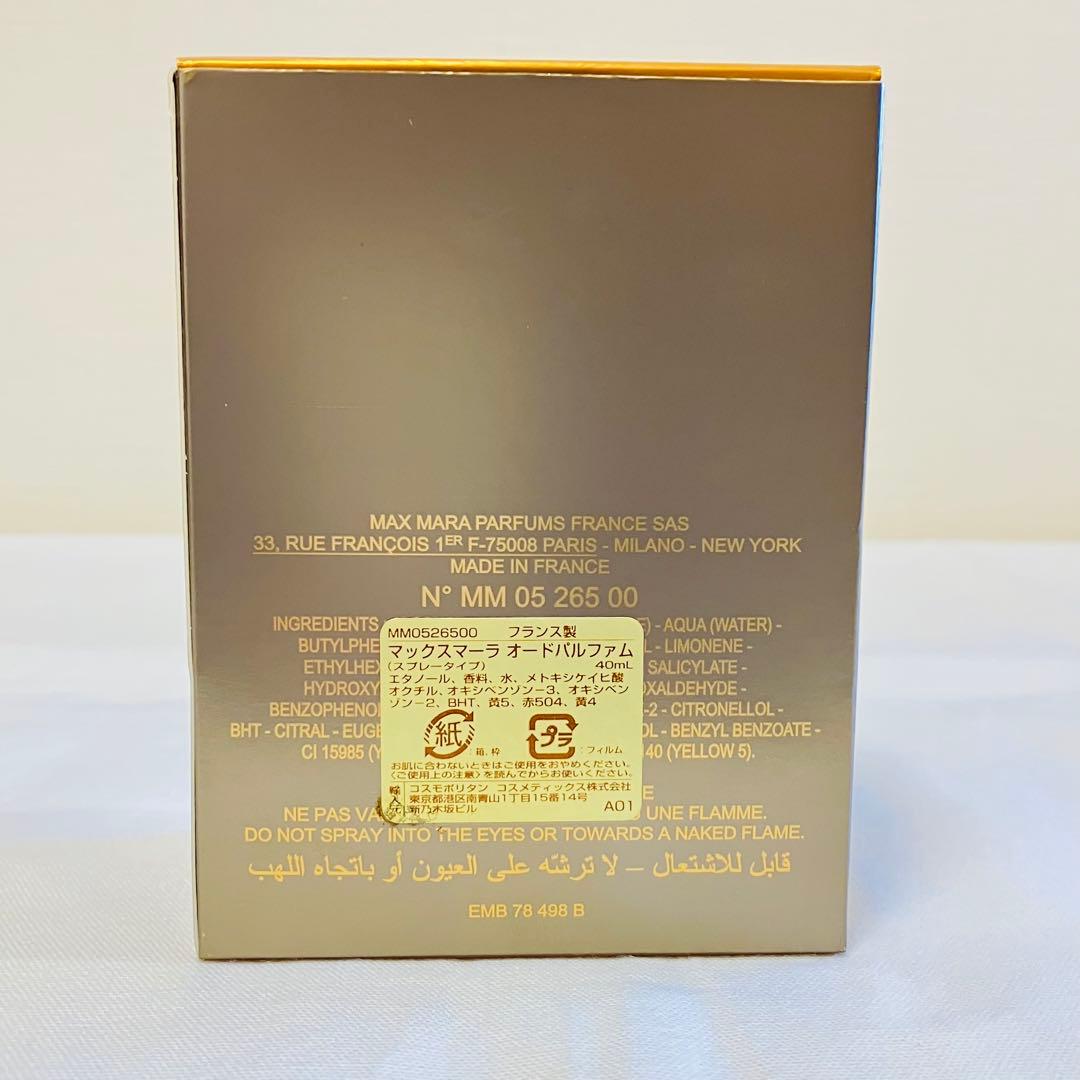 MAX MARA PARFUMS FRANCE SAS
33, RUE FRANÇOIS 1ER F-75008 PARIS - MILANO - NEW YORK
MADE IN FRANCE
N° MM 05 265 00
INGREDIENTS - AQUA (WATER) -
- LIMONENE -
SALICYLATE -
-2 - CITRONELLOL -
BHT - CITRAL - - BENZYL BENZOATE -
CI 15985 (YELLOW 5).
MM0526500 フランス製
マックスマーラ オードパルファム
(スプレータイプ) 40mL
エタノール、香料、水、メトキシケイヒ酸
オクチル、オキシベンゾン-3、オキシベン
ゾン-2、BHT、黄5、赤504、黄4
紙 :箱、枠 プラ :フィルム
お肌に合わないときはご使用をおやめください。
〈ご使用上の注意〉を読んでからお使いください。
輸入元 コスモポリタン コスメティックス株式会社
東京都港区南青山1丁目15番14号
新乃木坂ビル A01
NE PAS UNE FLAMME.
DO NOT SPRAY INTO THE EYES OR TOWARDS A NAKED FLAME.
قابل للاشتعال – لا ترشّه على العيون أو باتجاه اللهب
EMB 78 498 B